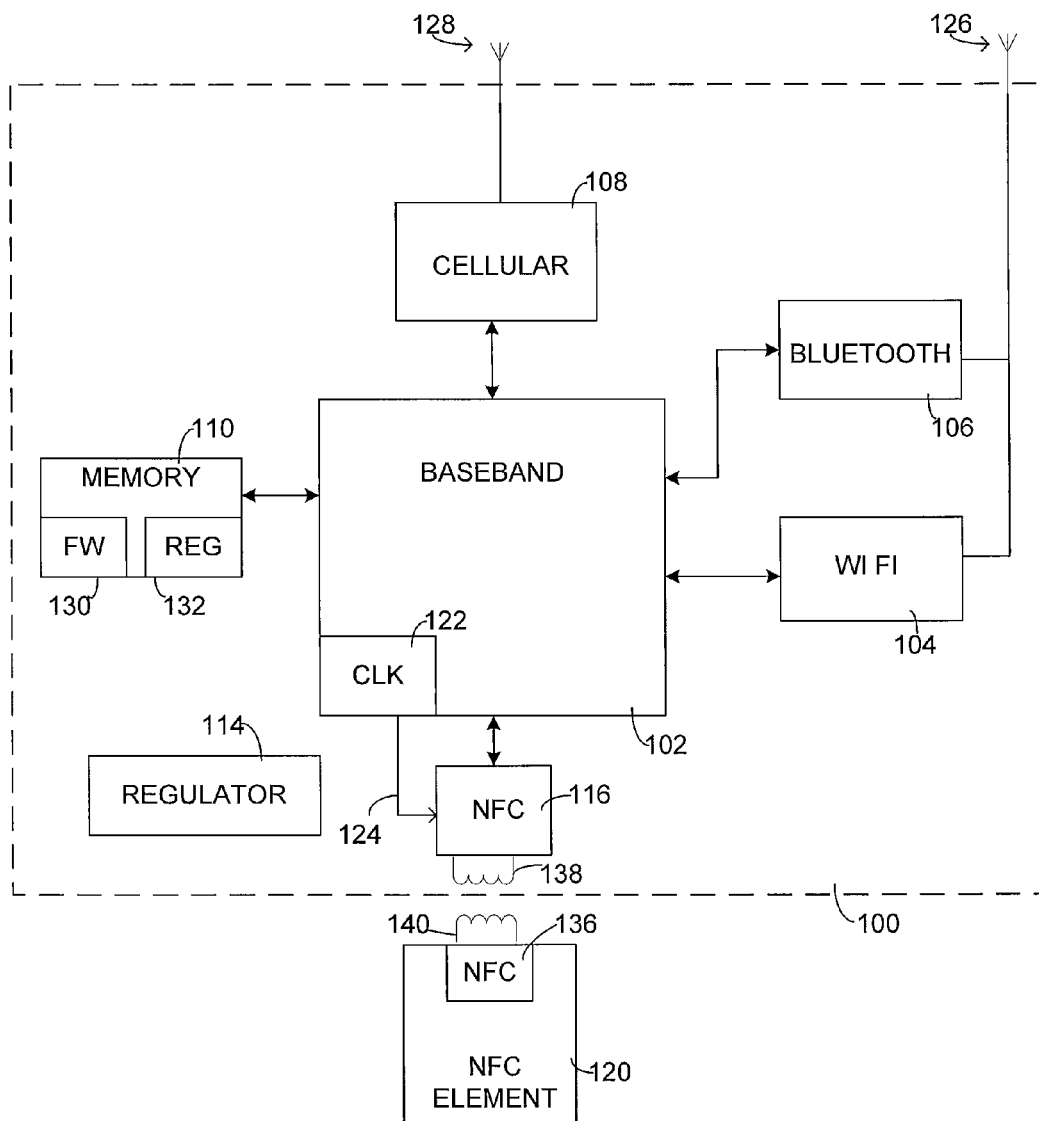 128
126
108
CELLULAR
BLUETOOTH
106
110
MEMORY
FW
REG
130
132
BASEBAND
WI FI
104
122
CLK
102
114
REGULATOR
124
NFC
116
138
100
140
136
NFC
NFC
ELEMENT
120